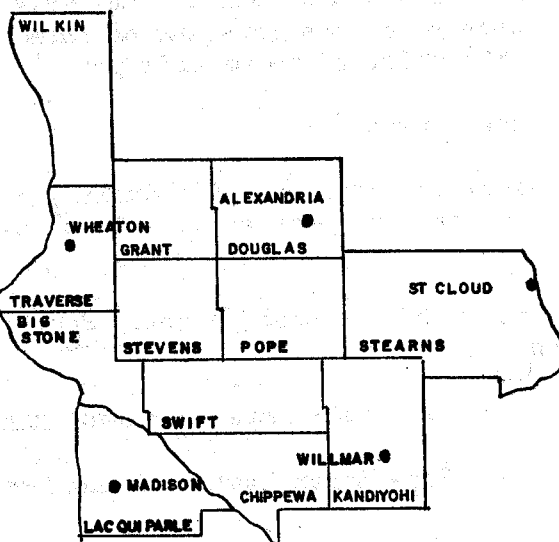 WILKIN
ALEXANDRIA
WHEATON
GRANT
DOUGLAS
ST CLOUD
TRAVERSE
BIG
STONE
STEVENS
POPE
STEARNS
SWIFT
WILLMAR
MADISON
CHIPPEWA
KANDIYOHI
LAC QUI PARLE